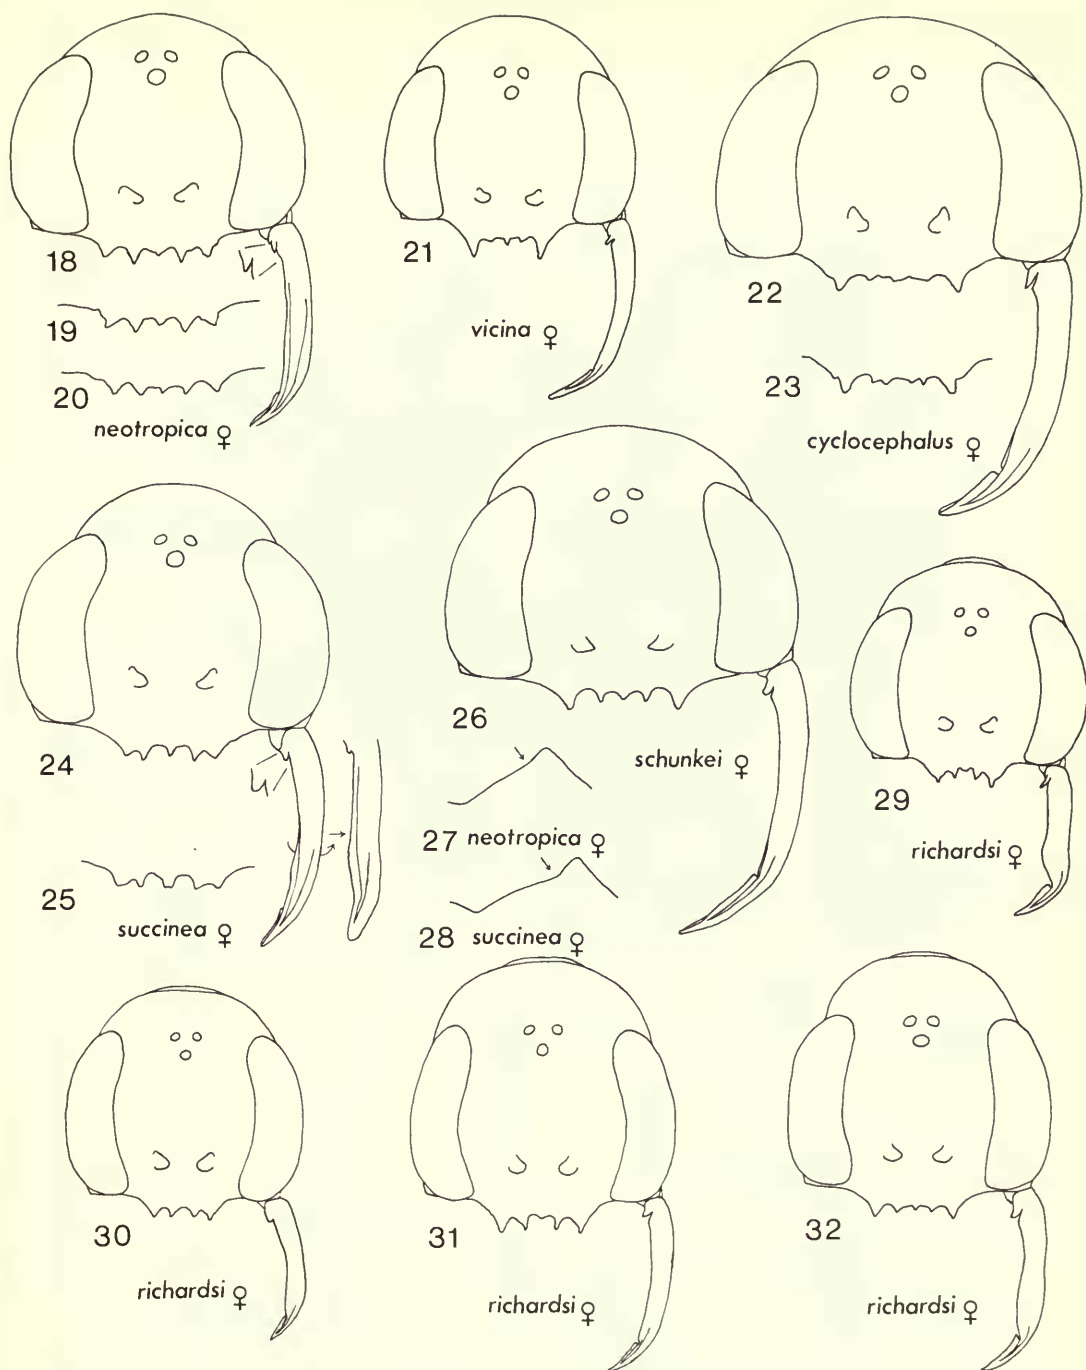 18
19
20
neotropica ♀
21
vicina ♀
22
23
cyclocephalus ♀
24
25
succinea ♀
26
schunkei ♀
27 neotropica ♀
28 succinea ♀
29
richardsi ♀
30
richardsi ♀
31
richardsi ♀
32
richardsi ♀